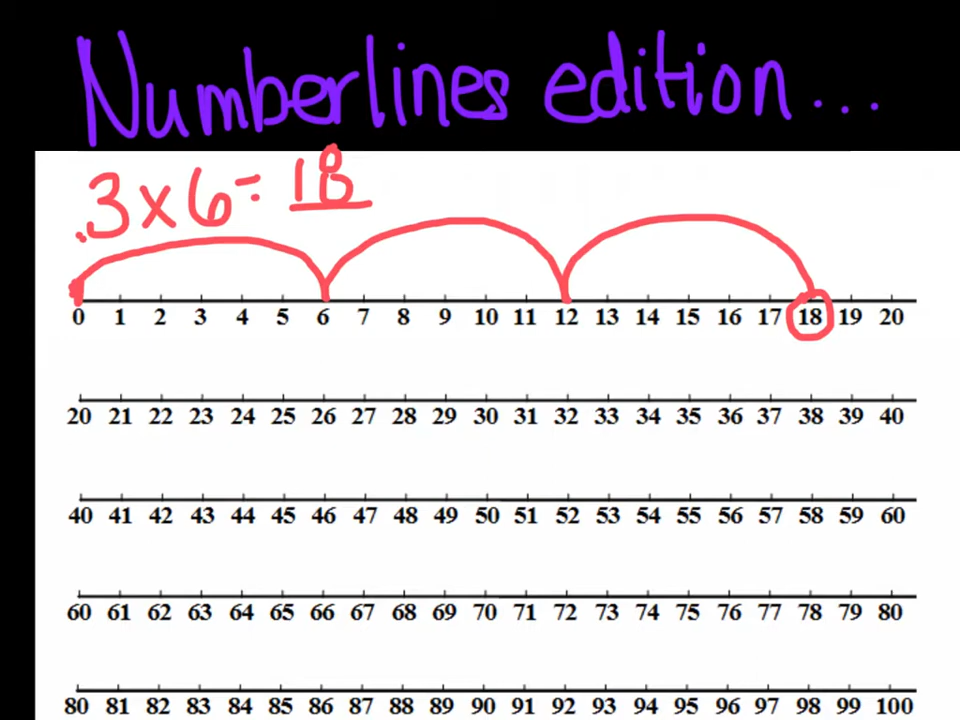 Numberlines edition...
3x6=18
0 1 2 3 4 5 6 7 8 9 10 11 12 13 14 15 16 17 18 19 20
20 21 22 23 24 25 26 27 28 29 30 31 32 33 34 35 36 37 38 39 40
40 41 42 43 44 45 46 47 48 49 50 51 52 53 54 55 56 57 58 59 60
60 61 62 63 64 65 66 67 68 69 70 71 72 73 74 75 76 77 78 79 80
80 81 82 83 84 85 86 87 88 89 90 91 92 93 94 95 96 97 98 99 100